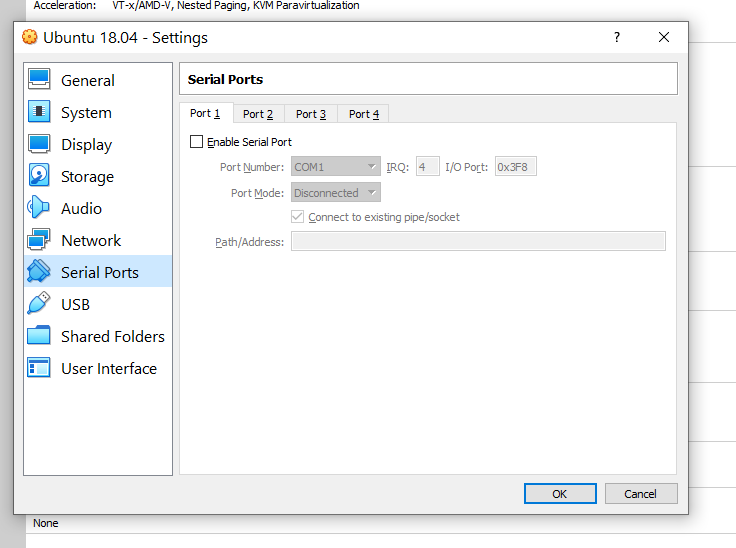 Acceleration: VT-x/AMD-V, Nested Paging, KVM Paravirtualization
Ubuntu 18.04 - Settings
?
General
System
Display
Storage
Audio
Network
Serial Ports
USB
Shared Folders
User Interface
Serial Ports
Port 1 Port 2 Port 3 Port 4
Enable Serial Port
Port Number: COM1 IRQ: 4 I/O Port: 0x3F8
Port Mode: Disconnected
Connect to existing pipe/socket
Path/Address:
OK Cancel
None